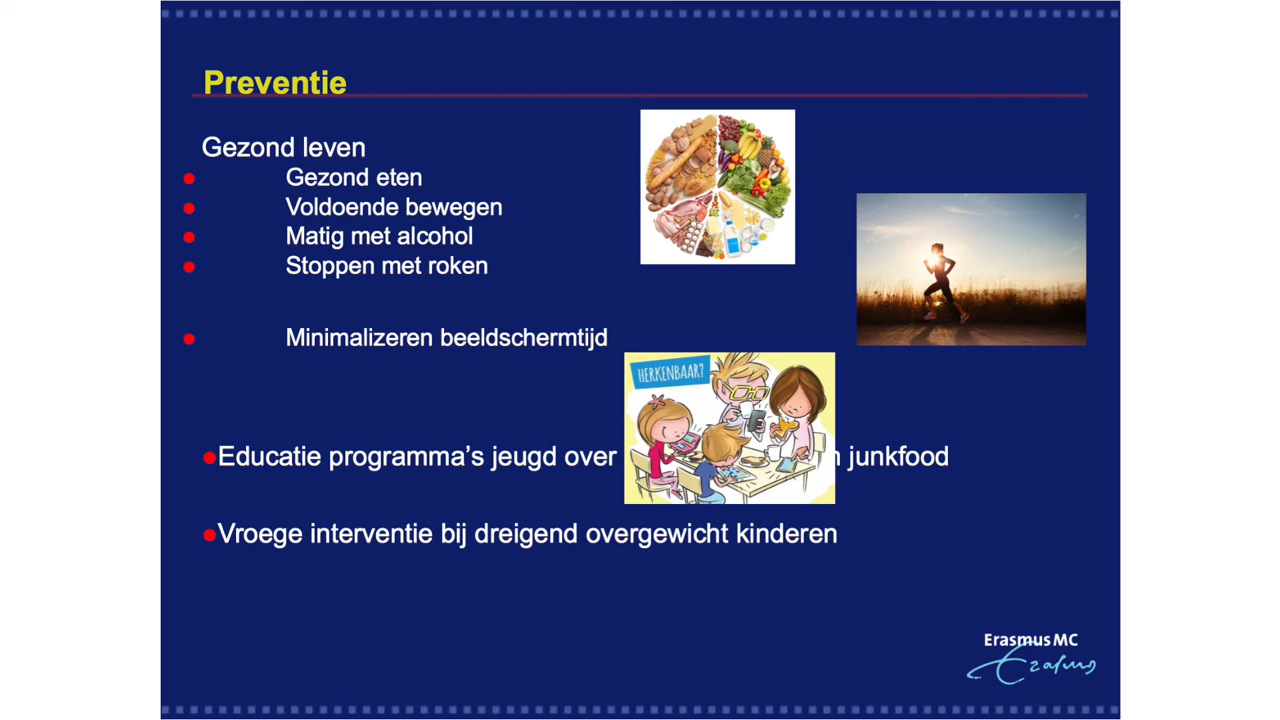 Preventie
Gezond leven
Gezond eten
Voldoende bewegen
Matig met alcohol
Stoppen met roken
Minimalizeren beeldschermtijd
HERKENBAAR?
Educatie programma's jeugd over junkfood
Vroege interventie bij dreigend overgewicht kinderen
Erasmus MC
Erasmus